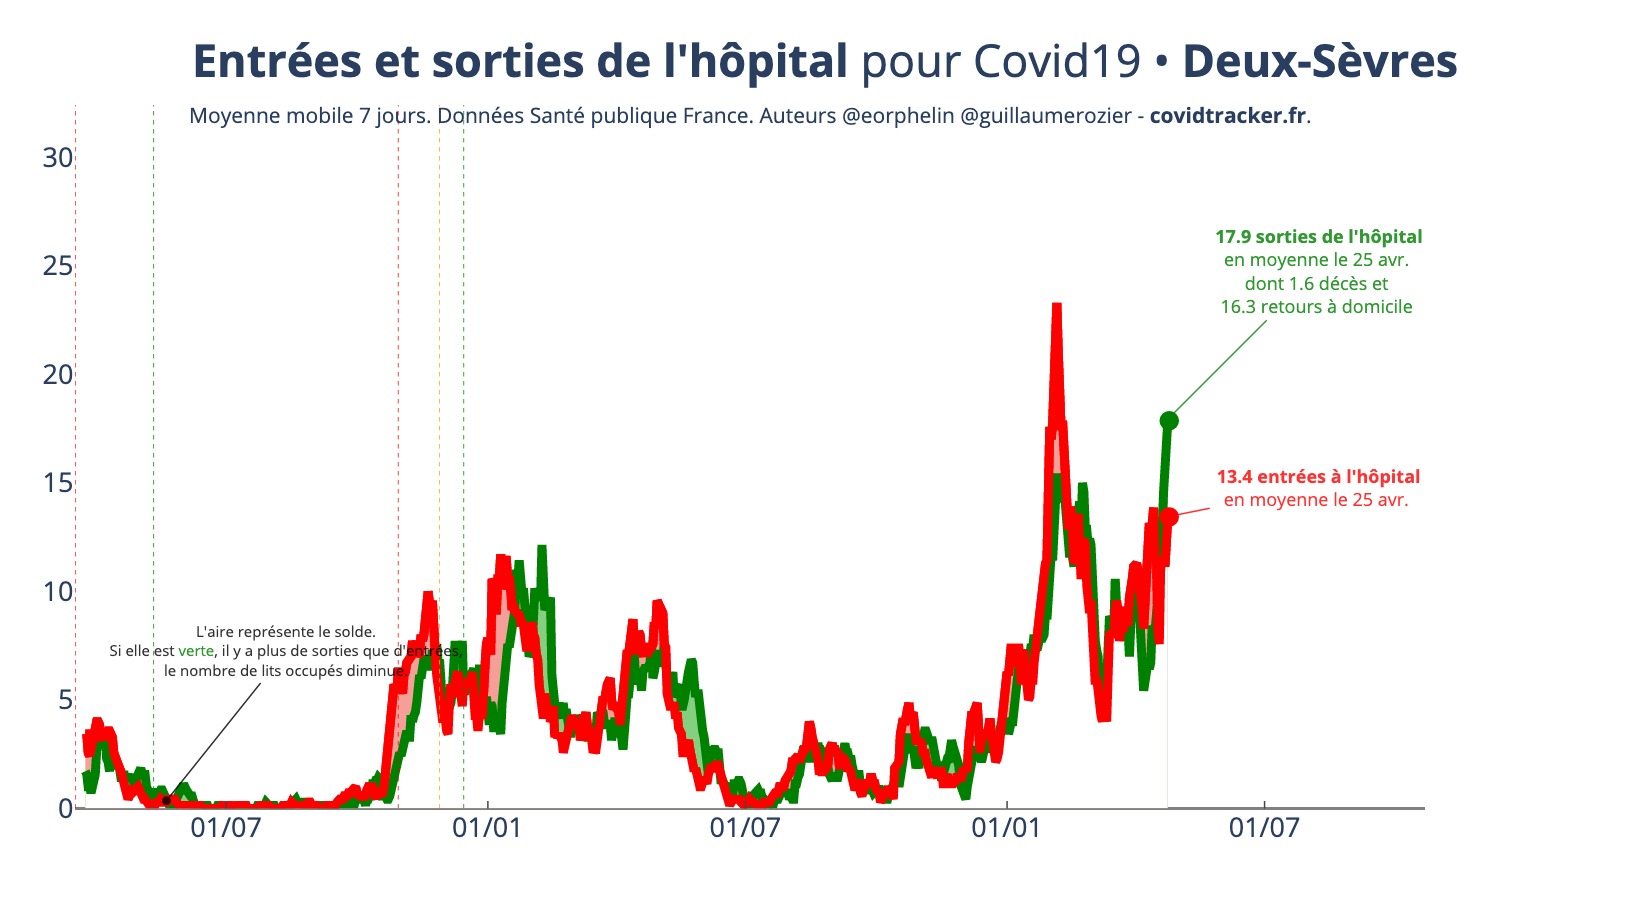 Entrées et sorties de l'hôpital pour Covid19 • Deux-Sèvres
Moyenne mobile 7 jours. Données Santé publique France. Auteurs @eorphelin @guillaumerozier - covidtracker.fr.
30
25
20
15
10
5
0
17.9 sorties de l'hôpital
en moyenne le 25 avr.
dont 1.6 décès et
16.3 retours à domicile
13.4 entrées à l'hôpital
en moyenne le 25 avr.
L'aire représente le solde.
Si elle est verte, il y a plus de sorties que d'entrées,
le nombre de lits occupés diminue.
01/07
01/01
01/07
01/01
01/07